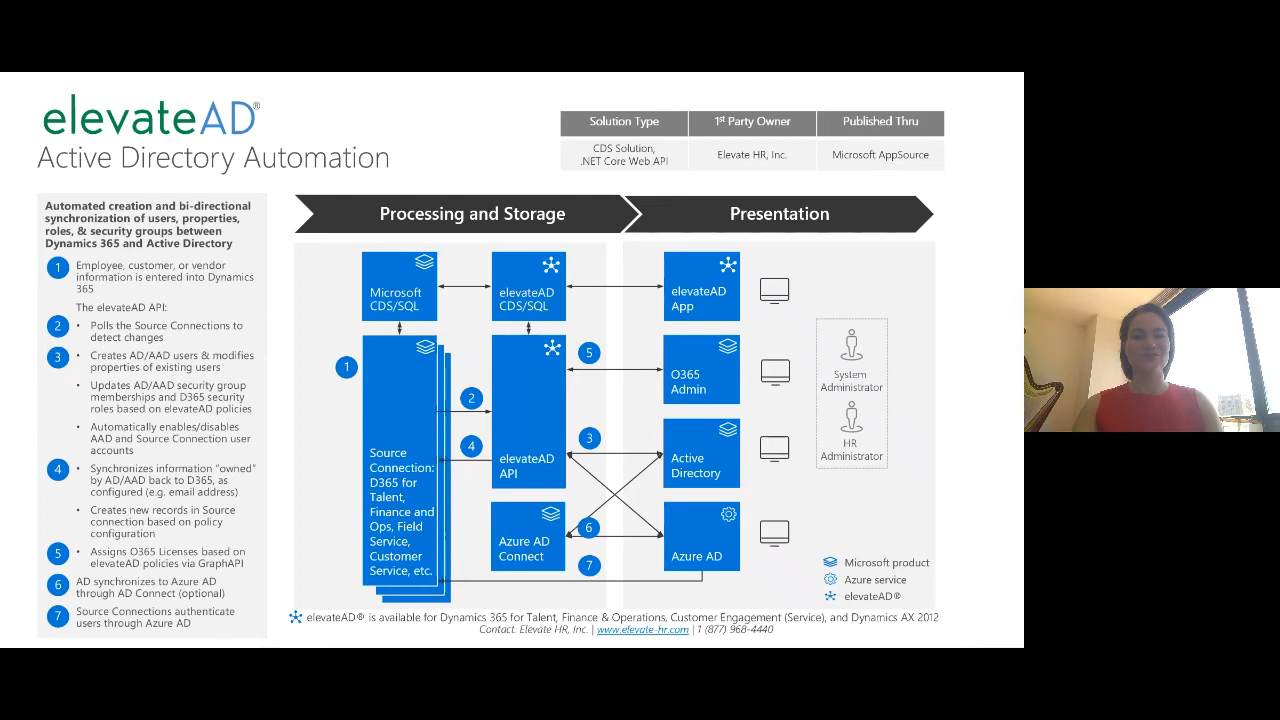 elevateAD®
Active Directory Automation
Solution Type
1st Party Owner
Published Thru
CDS Solution,
.NET Core Web API
Elevate HR, Inc.
Microsoft AppSource
Automated creation and bi-directional
synchronization of users, properties,
roles, & security groups between
Dynamics 365 and Active Directory
1
Employee, customer, or vendor
information is entered into Dynamics
365
The elevateAD API:
2
• Polls the Source Connections to
detect changes
3
• Creates AD/AAD users & modifies
properties of existing users
• Updates AD/AAD security group
memberships and D365 security
roles based on elevateAD policies
• Automatically enables/disables
AAD and Source Connection user
accounts
4
• Synchronizes information "owned"
by AD/AAD back to D365, as
configured (e.g. email address)
• Creates new records in Source
connection based on policy
configuration
5
• Assigns O365 Licenses based on
elevateAD policies via GraphAPI
6
AD synchronizes to Azure AD
through AD Connect (optional)
7
Source Connections authenticate
users through Azure AD
Processing and Storage
Presentation
Microsoft
CDS/SQL
elevateAD
CDS/SQL
elevateAD
App
1
2
4
5
3
6
7
Source
Connection:
D365 for
Talent,
Finance and
Ops, Field
Service,
Customer
Service, etc.
elevateAD
API
Azure AD
Connect
O365
Admin
Active
Directory
Azure AD
System
Administrator
HR
Administrator
Microsoft product
Azure service
elevateAD®
elevateAD® is available for Dynamics 365 for Talent, Finance & Operations, Customer Engagement (Service), and Dynamics AX 2012
Contact: Elevate HR, Inc. | www.elevate-hr.com | 1 (877) 968-4440